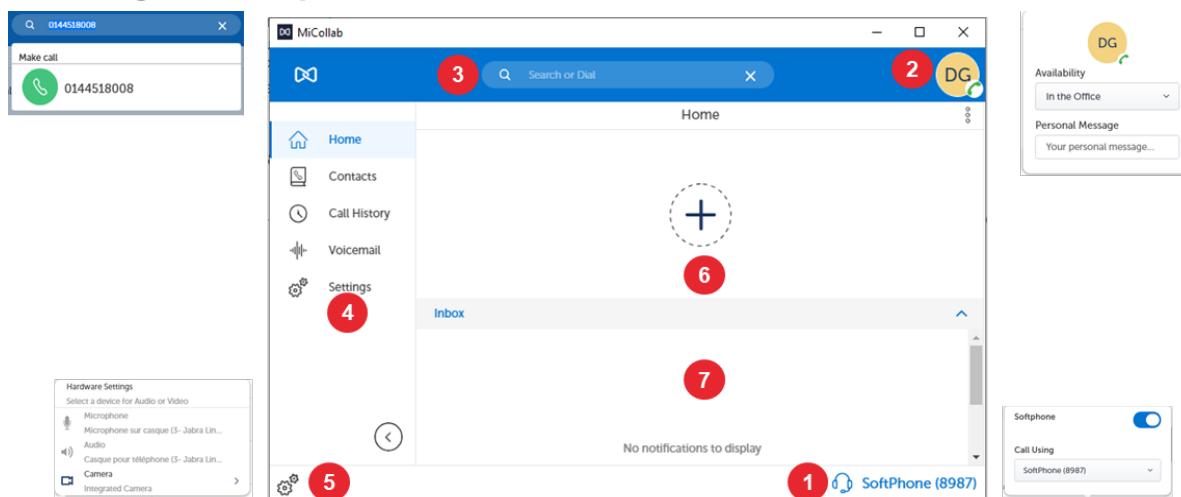 0144518008
Make call
0144518008
MiCollab
3
Search or Dial
2
DG
Home
Home
Contacts
Call History
Voicemail
Settings
4
6
Inbox
7
No notifications to display
5
1
SoftPhone (8987)
DG
Availability
In the Office
Personal Message
Your personal message...
Hardware Settings
Select a device for Audio or Video
Microphone
Microphone sur casque (3- Jabra Lin...
Audio
Casque pour téléphone (3- Jabra Lin...
Camera
Integrated Camera
Softphone
Call Using
SoftPhone (8987)